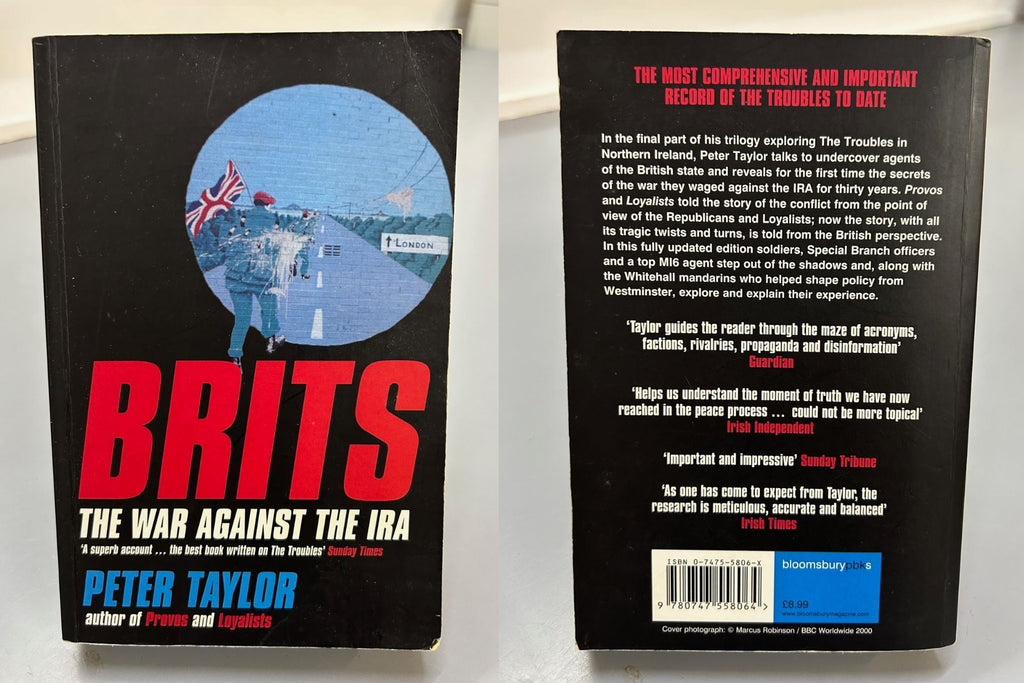 LONDON
BRITS
THE WAR AGAINST THE IRA
‘A superb account ... the best book written on The Troubles’ Sunday Times
PETER TAYLOR
author of Provos and Loyalists
THE MOST COMPREHENSIVE AND IMPORTANT
RECORD OF THE TROUBLES TO DATE
In the final part of his trilogy exploring The Troubles in
Northern Ireland, Peter Taylor talks to undercover agents
of the British state and reveals for the first time the secrets
of the war they waged against the IRA for thirty years. Provos
and Loyalists told the story of the conflict from the point of
view of the Republicans and Loyalists; now the story, with all
its tragic twists and turns, is told from the British perspective.
In this fully updated edition soldiers, Special Branch officers
and a top MI6 agent step out of the shadows and, along with
the Whitehall mandarins who helped shape policy from
Westminster, explore and explain their experience.
‘Taylor guides the reader through the maze of acronyms,
factions, rivalries, propaganda and disinformation’
Guardian
‘Helps us understand the moment of truth we have now
reached in the peace process ... could not be more topical’
Irish Independent
‘Important and impressive’ Sunday Tribune
‘As one has come to expect from Taylor, the
research is meticulous, accurate and balanced’
Irish Times
ISBN 0-7475-5806-X
9 780747 558064 >
bloomsburypbks
£8.99
www.bloomsburymagazine.com
Cover photograph: © Marcus Robinson / BBC Worldwide 2000